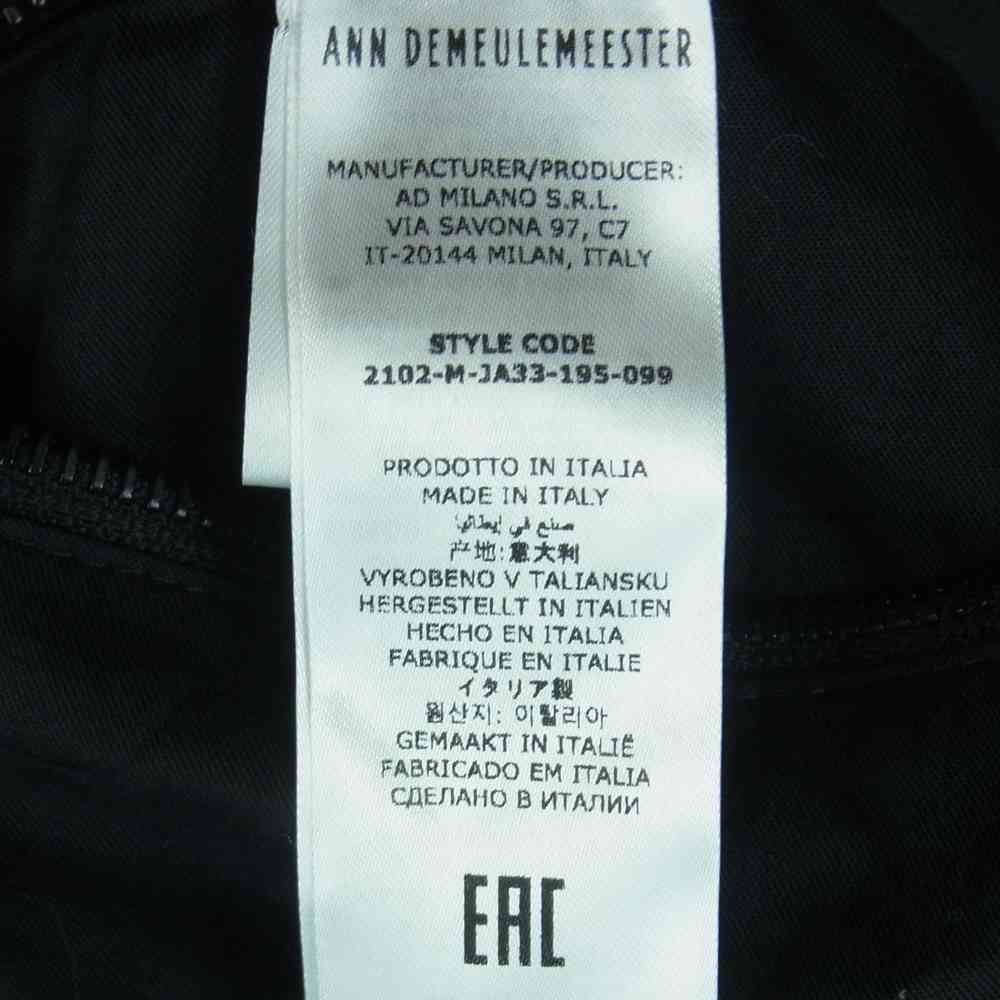 ANN DEMEULEMEESTER
MANUFACTURER/PRODUCER:
AD MILANO S.R.L.
VIA SAVONA 97, C7
IT-20144 MILAN, ITALY
STYLE CODE
2102-M-JA33-195-099
PRODOTTO IN ITALIA
MADE IN ITALY
صنع في إيطاليا
产地: 意大利
VYROBENO V TALIANSKU
HERGESTELLT IN ITALIEN
HECHO EN ITALIA
FABRIQUE EN ITALIE
イタリア製
원산지: 이탈리아
GEMAAKT IN ITALIË
FABRICADO EM ITALIA
СДЕЛАНО В ИТАЛИИ
EAC